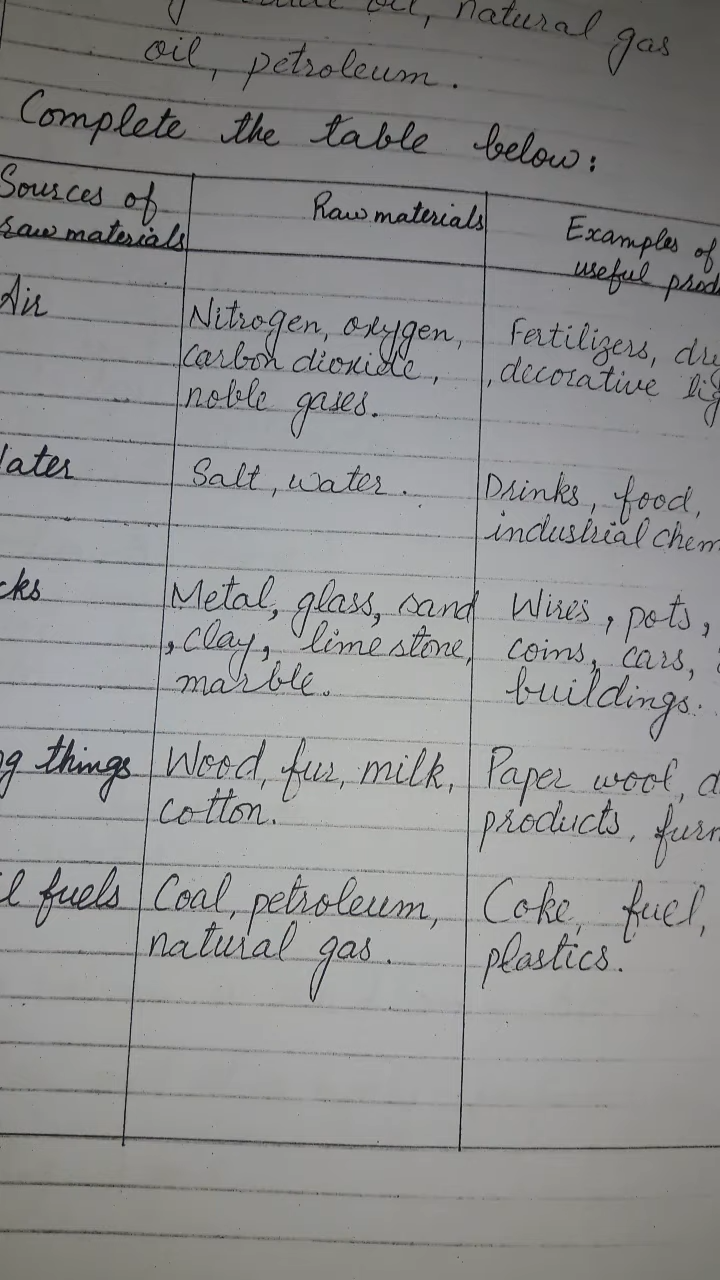 oil, natural gas
oil, petroleum.
Complete the table below:
Sources of
raw materials
Raw materials
Examples of
useful prod
Air
Nitrogen, oxygen,
carbon dioxide,
noble gases.
Fertilizers,
, decorative lig
later
Salt, water.
Drinks, food,
industrial chem
cks
Metal, glass, sand
, clay, limestone,
marble.
Wires, pots,
coins, cars,
buildings.
g things
Wood, fur, milk,
cotton.
Paper wool, d
products, furn
l fuels
Coal, petroleum,
natural gas.
Coke, fuel,
plastics.